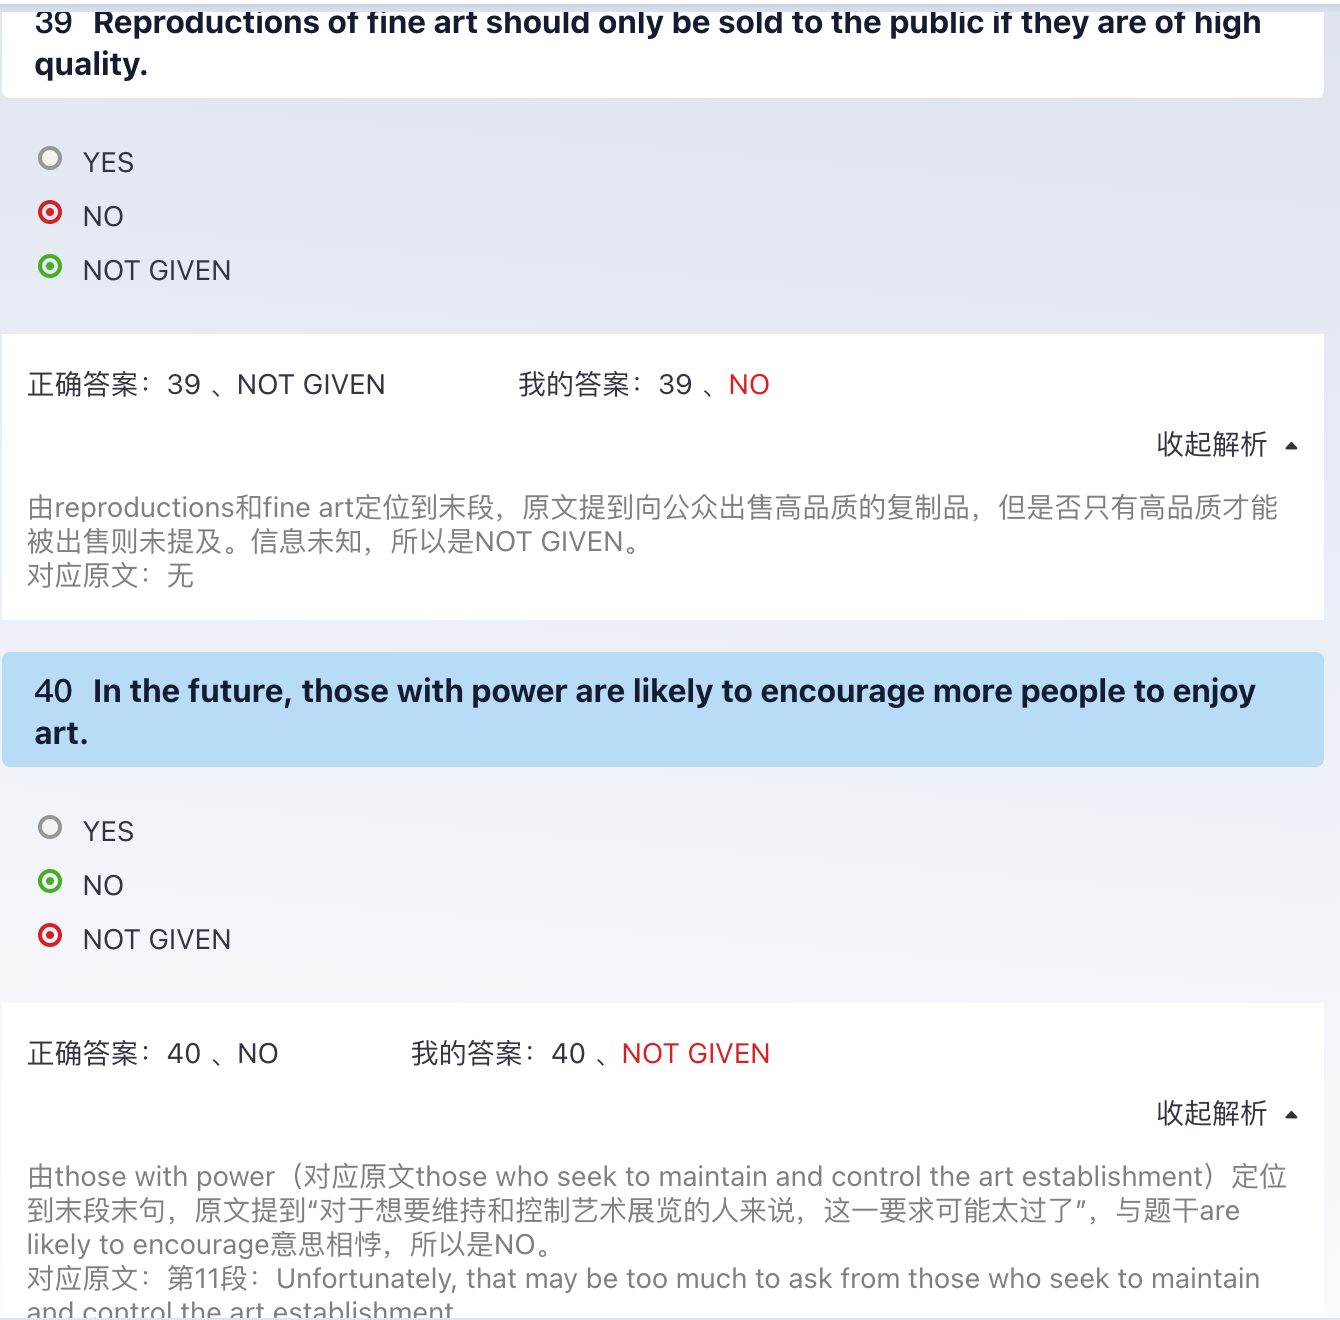 39 Reproductions of fine art should only be sold to the public if they are of high
quality.
YES
NO
NOT GIVEN
正确答案：39 、NOT GIVEN 我的答案：39 、NO
收起解析
由reproductions和fine art定位到末段，原文提到向公众出售高品质的复制品，但是否只有高品质才能
被出售则未提及。信息未知，所以是NOT GIVEN。
对应原文：无
40 In the future, those with power are likely to encourage more people to enjoy
art.
YES
NO
NOT GIVEN
正确答案：40 、NO 我的答案：40 、NOT GIVEN
收起解析
由those with power（对应原文those who seek to maintain and control the art establishment）定位
到末段末句，原文提到“对于想要维持和控制艺术展览的人来说，这一要求可能太过了”，与题干are
likely to encourage意思相悖，所以是NO。
对应原文：第11段：Unfortunately, that may be too much to ask from those who seek to maintain
and control the art establishment